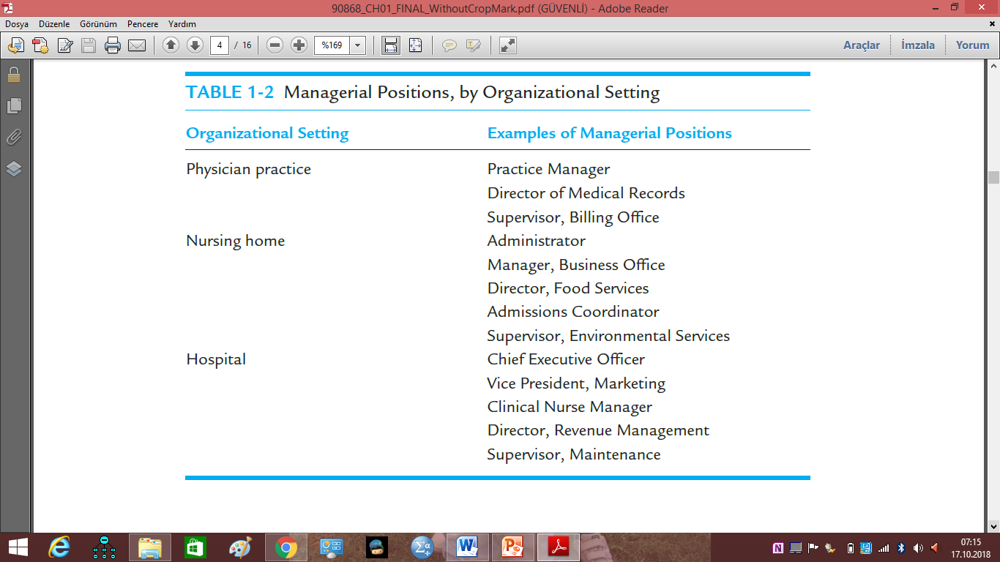 90868_CH01_FINAL_WithoutCropMark.pdf (GÜVENLİ) - Adobe Reader
Dosya Düzenle Görünüm Pencere Yardım
4 / 16 %169 Araçlar İmzala Yorum
TABLE 1-2 Managerial Positions, by Organizational Setting
Organizational Setting Examples of Managerial Positions
Physician practice Practice Manager
Director of Medical Records
Supervisor, Billing Office
Nursing home Administrator
Manager, Business Office
Director, Food Services
Admissions Coordinator
Supervisor, Environmental Services
Hospital Chief Executive Officer
Vice President, Marketing
Clinical Nurse Manager
Director, Revenue Management
Supervisor, Maintenance
07:15
17.10.2018